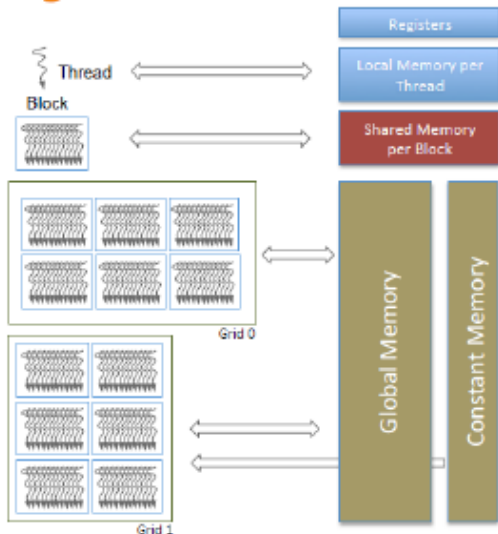 Registers
Thread
Local Memory per
Thread
Block
Shared Memory
per Block
Global Memory
Constant Memory
Grid 0
Grid 1